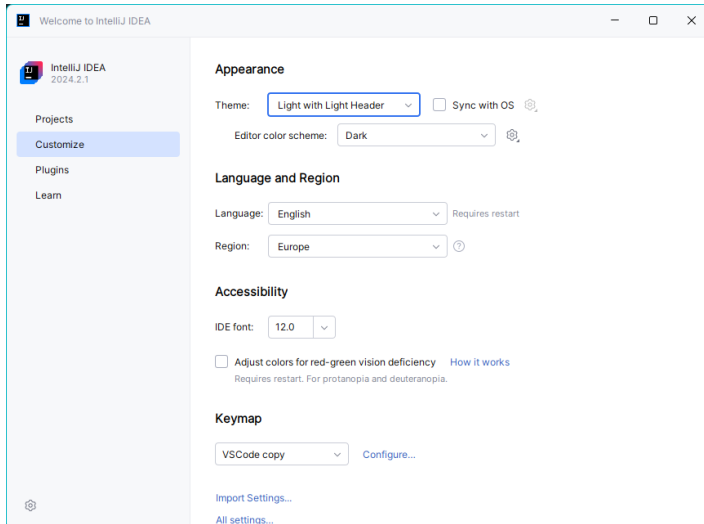 Welcome to IntelliJ IDEA
IntelliJ IDEA
2024.2.1
Projects
Customize
Plugins
Learn
Appearance
Theme: Light with Light Header Sync with OS
Editor color scheme: Dark
Language and Region
Language: English Requires restart
Region: Europe ?
Accessibility
IDE font: 12.0
Adjust colors for red-green vision deficiency How it works
Requires restart. For protanopia and deuteranopia.
Keymap
VSCode copy Configure...
Import Settings...
All settings...